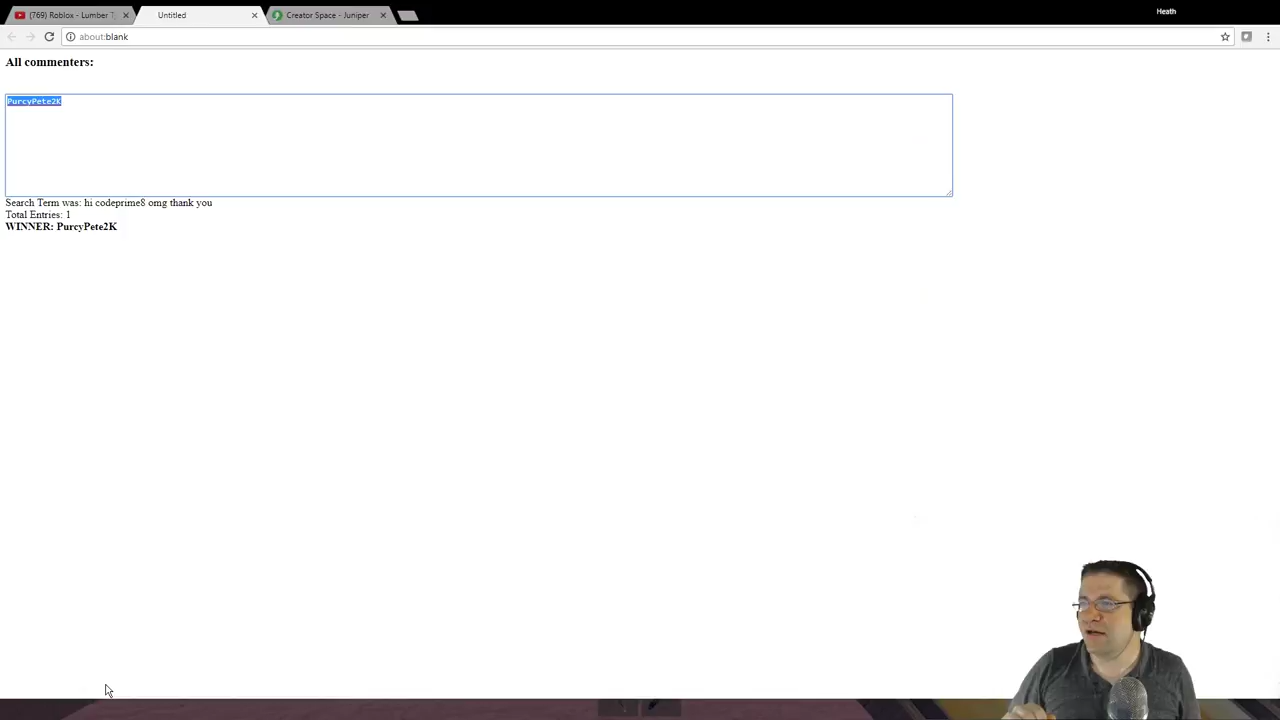 (769) Roblox - Lumber Ty
Untitled
Creator Space - Juniper
Heath
about:blank
All commenters:
PurcyPete2K
Search Term was: hi codeprime8 omg thank you
Total Entries: 1
WINNER: PurcyPete2K